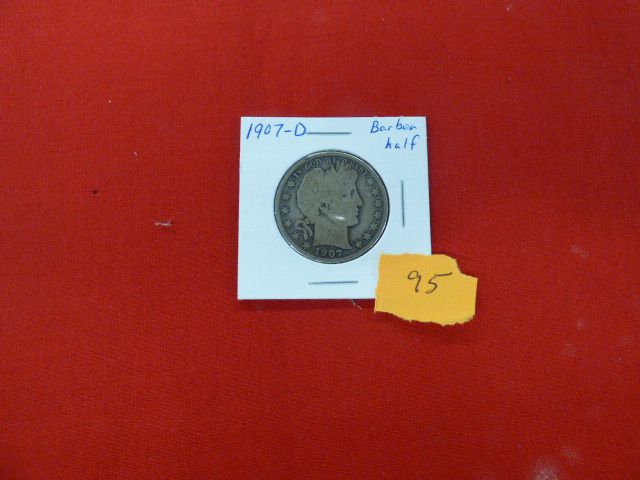 1907-D Barber
half
IN GOD WE TRUST
1907
95